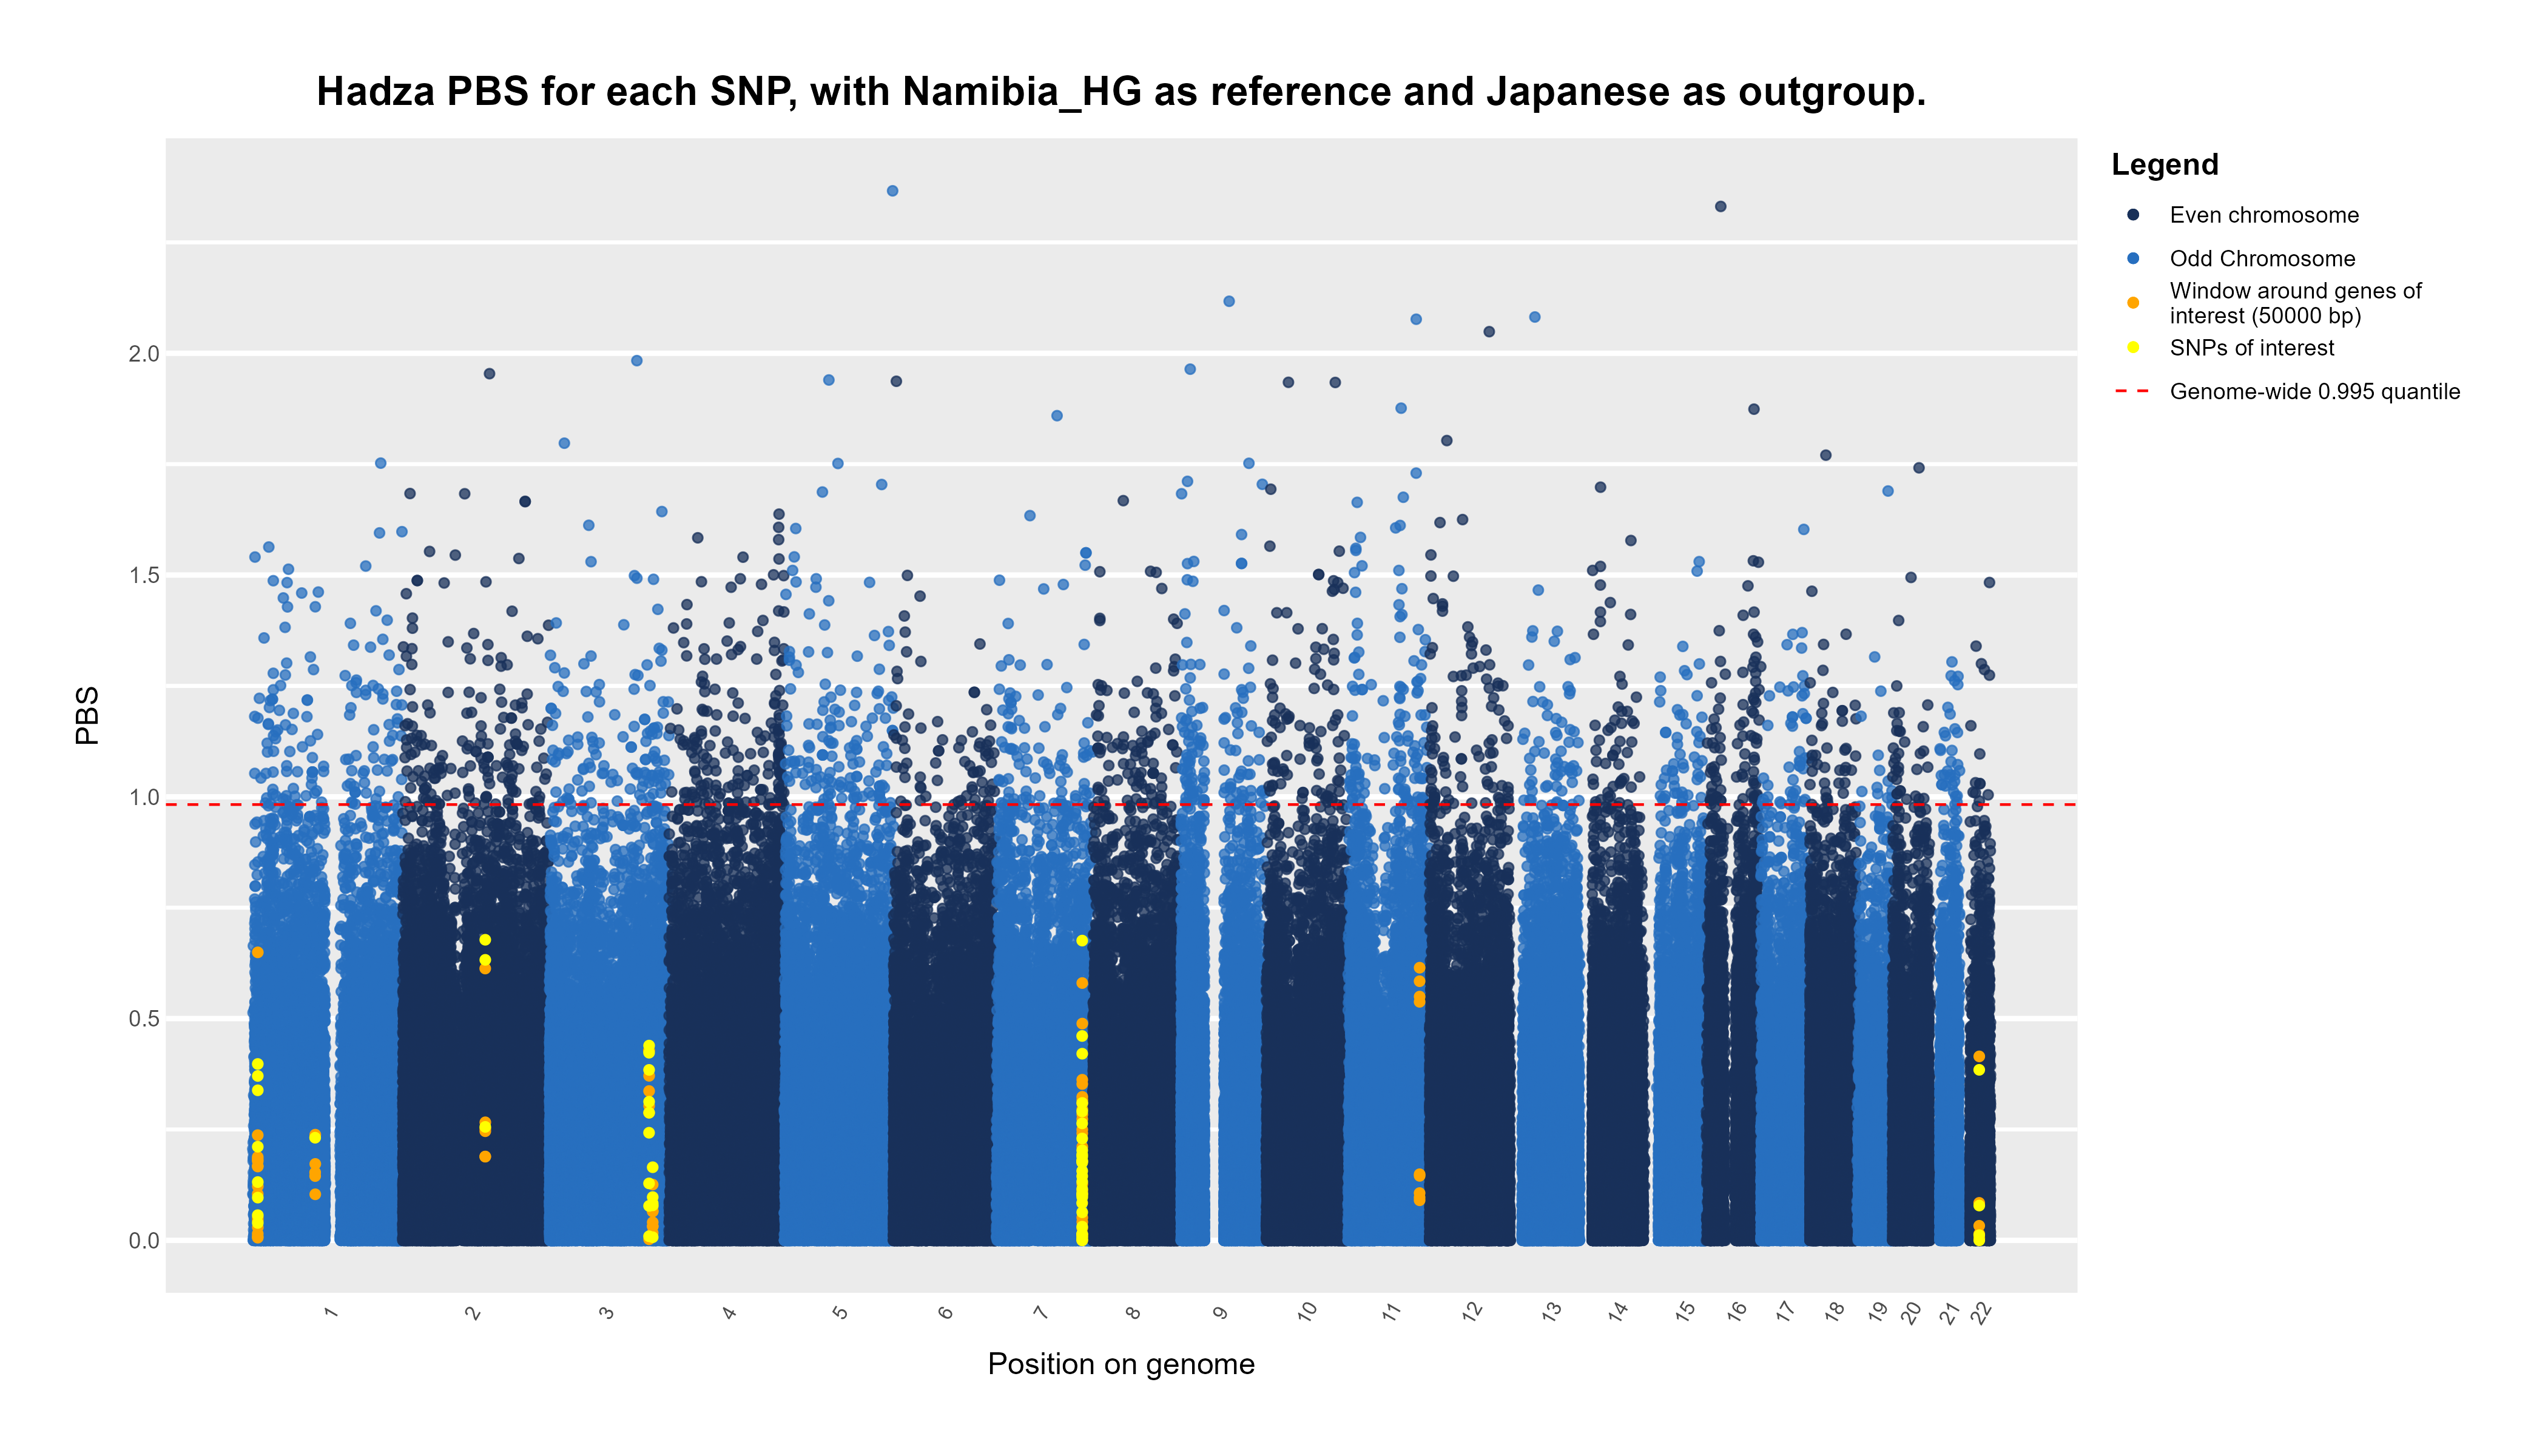 Hadza PBS for each SNP, with Namibia_HG as reference and Japanese as outgroup.
Legend
Even chromosome
Odd Chromosome
Window around genes of
interest (50000 bp)
SNPs of interest
Genome-wide 0.995 quantile
PBS
2.0
1.5
1.0
0.5
0.0
1 2 3 4 5 6 7 8 9 10 11 12 13 14 15 16 17 18 19 20 21 22
Position on genome